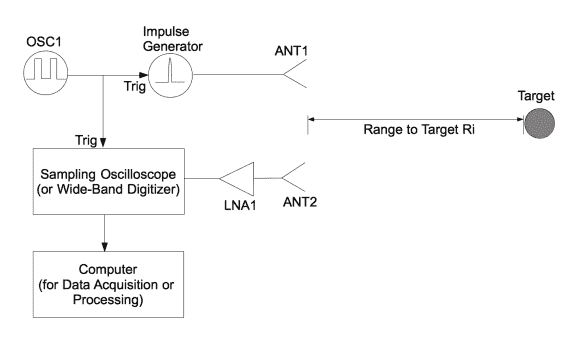 Impulse
Generator
OSC1
ANT1
Trig
Target
Range to Target Ri
Trig
Sampling Oscilloscope
(or Wide-Band Digitizer)
LNA1
ANT2
Computer
(for Data Acquisition or
Processing)